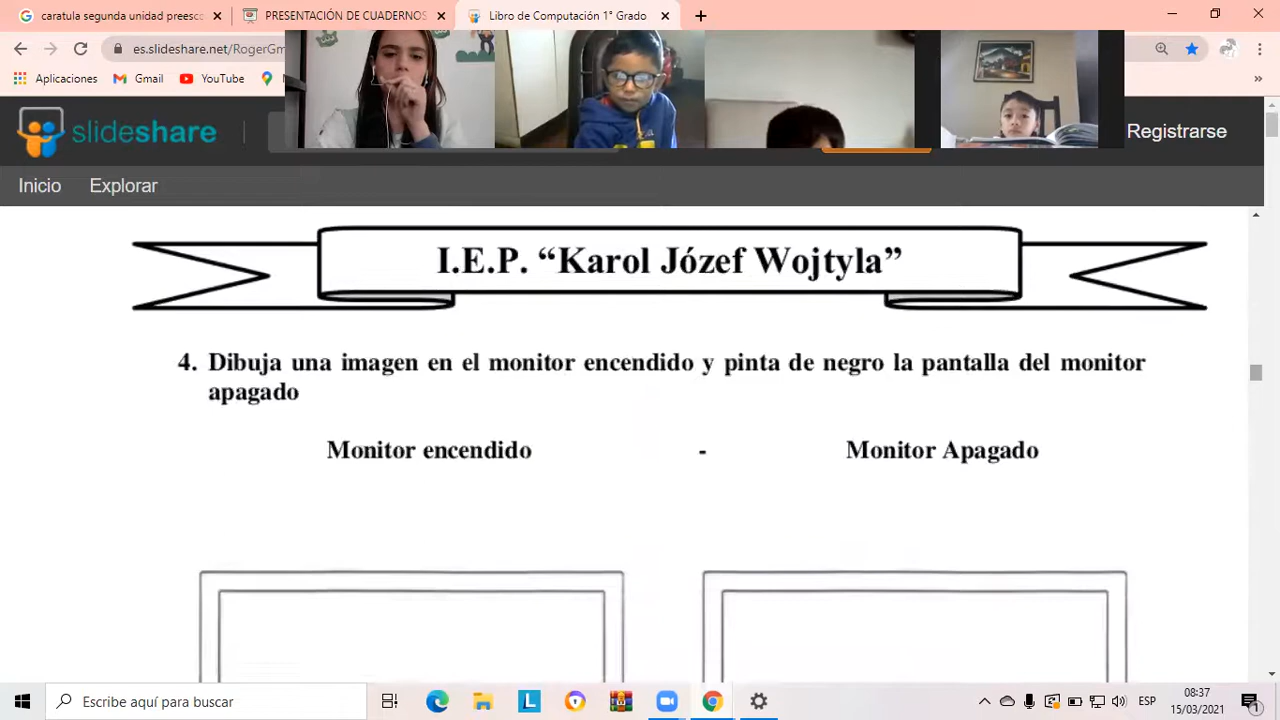 caratula segunda unidad preesc
PRESENTACIÓN DE CUADERNOS
Libro de Computación 1° Grado
es.slideshare.net/RogerGm
Aplicaciones
Gmail
YouTube
slideshare
Registrarse
Inicio
Explorar
I.E.P. “Karol Józef Wojtyla”
4. Dibuja una imagen en el monitor encendido y pinta de negro la pantalla del monitor
apagado
Monitor encendido - Monitor Apagado
Escribe aquí para buscar
ESP
08:37
15/03/2021